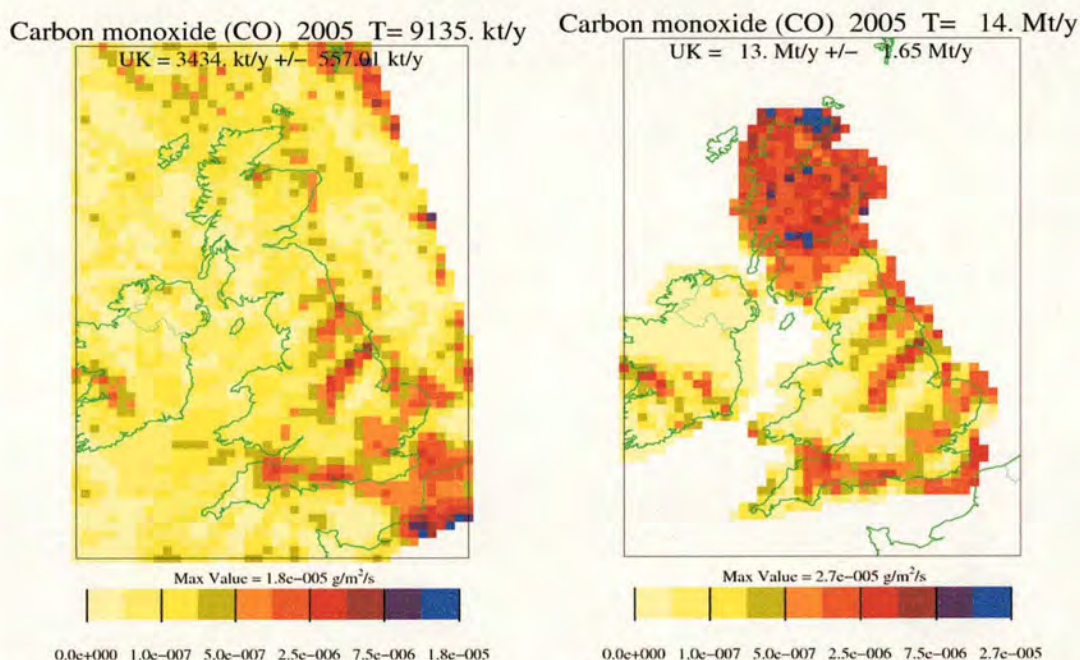 Carbon monoxide (CO) 2005 T= 9135. kt/y
UK = 3434. kt/y +/- 557.01 kt/y
Max Value = 1.8e-005 g/m²/s
0.0e+000 1.0e-007 5.0e-007 2.5e-006 7.5e-006 1.8e-005
Carbon monoxide (CO) 2005 T= 14. Mt/y
UK = 13. Mt/y +/- 1.65 Mt/y
Max Value = 2.7e-005 g/m²/s
0.0e+000 1.0e-007 5.0e-007 2.5e-006 7.5e-006 2.7e-005